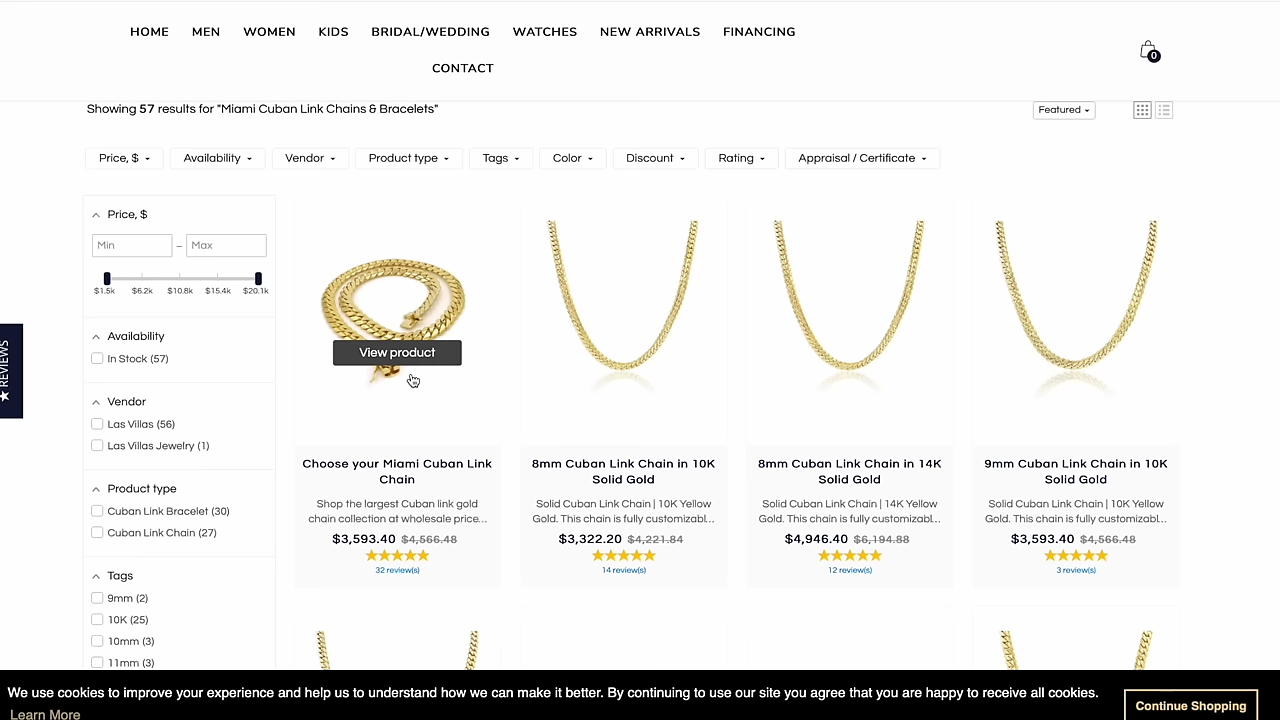 HOME MEN WOMEN KIDS BRIDAL/WEDDING WATCHES NEW ARRIVALS FINANCING
CONTACT
0
Showing 57 results for "Miami Cuban Link Chains & Bracelets"
Featured
Price, $ Availability Vendor Product type Tags Color Discount Rating Appraisal / Certificate
Price, $
Min – Max
$1.5k $6.2k $10.8k $15.4k $20.1k
Availability
In Stock (57)
Vendor
Las Villas (56)
Las Villas Jewelry (1)
Product type
Cuban Link Bracelet (30)
Cuban Link Chain (27)
Tags
9mm (2)
10K (25)
10mm (3)
11mm (3)
★ REVIEWS
View product
Choose your Miami Cuban Link
Chain
Shop the largest Cuban link gold
chain collection at wholesale price...
$3,593.40 $4,566.48
32 review(s)
8mm Cuban Link Chain in 10K
Solid Gold
Solid Cuban Link Chain | 10K Yellow
Gold. This chain is fully customizabl...
$3,322.20 $4,221.84
14 review(s)
8mm Cuban Link Chain in 14K
Solid Gold
Solid Cuban Link Chain | 14K Yellow
Gold. This chain is fully customizabl...
$4,946.40 $6,194.88
12 review(s)
9mm Cuban Link Chain in 10K
Solid Gold
Solid Cuban Link Chain | 10K Yellow
Gold. This chain is fully customizabl...
$3,593.40 $4,566.48
3 review(s)
We use cookies to improve your experience and help us to understand how we can make it better. By continuing to use our site you agree that you are happy to receive all cookies.
Learn More
Continue Shopping